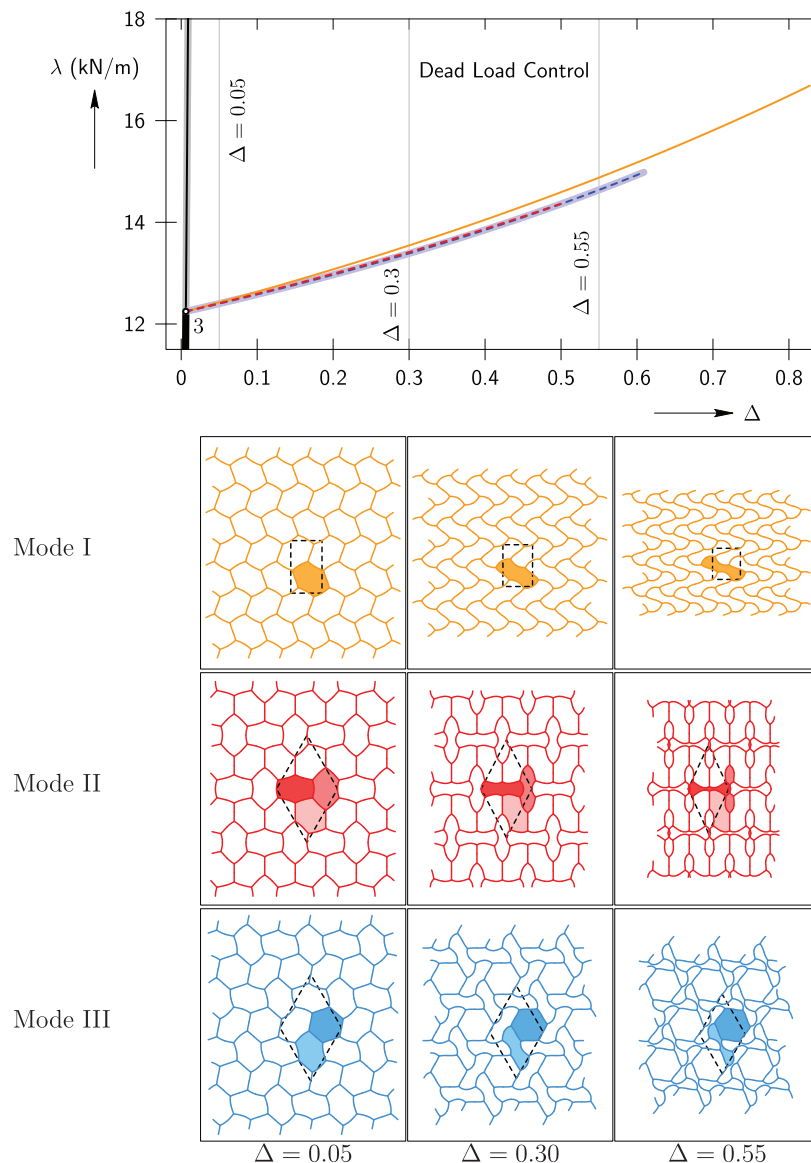 18
λ (kN/m)
Dead Load Control
16
Δ = 0.05
14
Δ = 0.3
Δ = 0.55
12
3
0
0.1
0.2
0.3
0.4
0.5
0.6
0.7
0.8
Δ
Mode I
Mode II
Mode III
Δ = 0.05
Δ = 0.30
Δ = 0.55